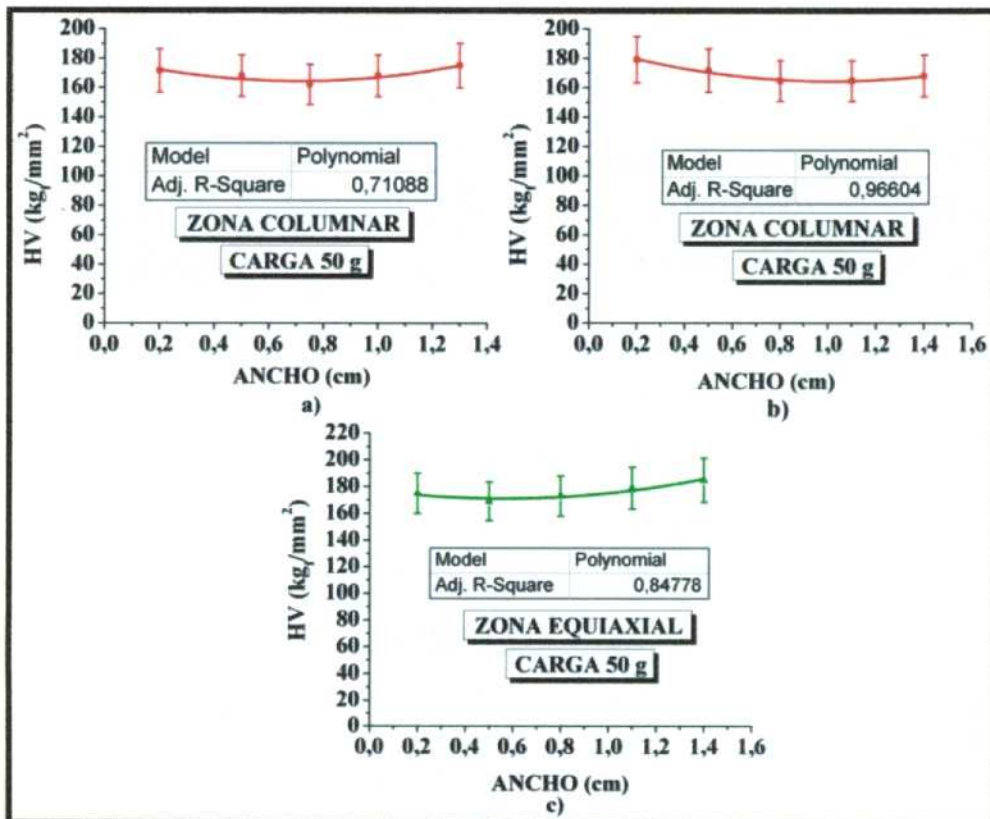 200
180
160
140
120
100
80
60
40
20
0
HV (kgf/mm²)
Model Polynomial
Adj. R-Square 0,71088
ZONA COLUMNAR
CARGA 50 g
0,0 0,2 0,4 0,6 0,8 1,0 1,2 1,4
ANCHO (cm)
a)
200
180
160
140
120
100
80
60
40
20
0
HV (kgf/mm²)
Model Polynomial
Adj. R-Square 0,96604
ZONA COLUMNAR
CARGA 50 g
0,0 0,2 0,4 0,6 0,8 1,0 1,2 1,4 1,6
ANCHO (cm)
b)
220
200
180
160
140
120
100
80
60
40
20
0
HV (kgf/mm²)
Model Polynomial
Adj. R-Square 0,84778
ZONA EQUIAXIAL
CARGA 50 g
0,0 0,2 0,4 0,6 0,8 1,0 1,2 1,4 1,6
ANCHO (cm)
c)